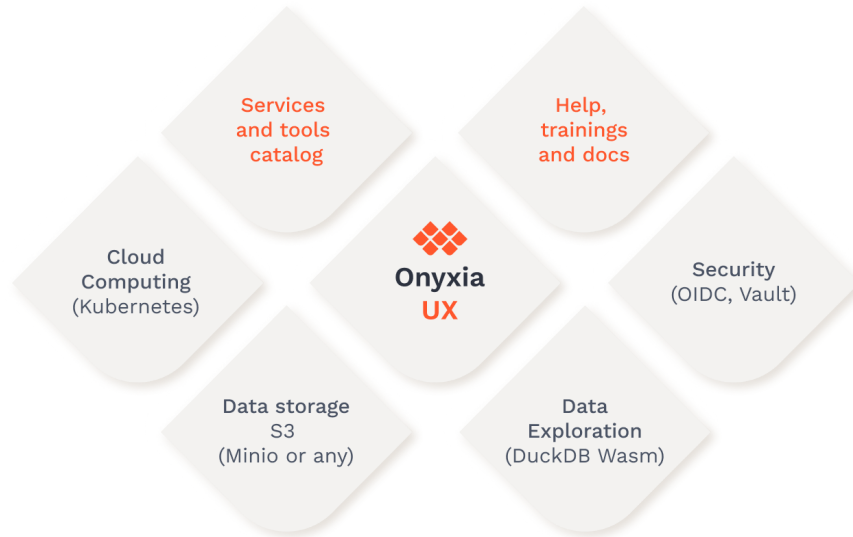 Services
and tools
catalog
Help,
trainings
and docs
Cloud
Computing
(Kubernetes)
Onyxia
UX
Security
(OIDC, Vault)
Data storage
S3
(Minio or any)
Data
Exploration
(DuckDB Wasm)